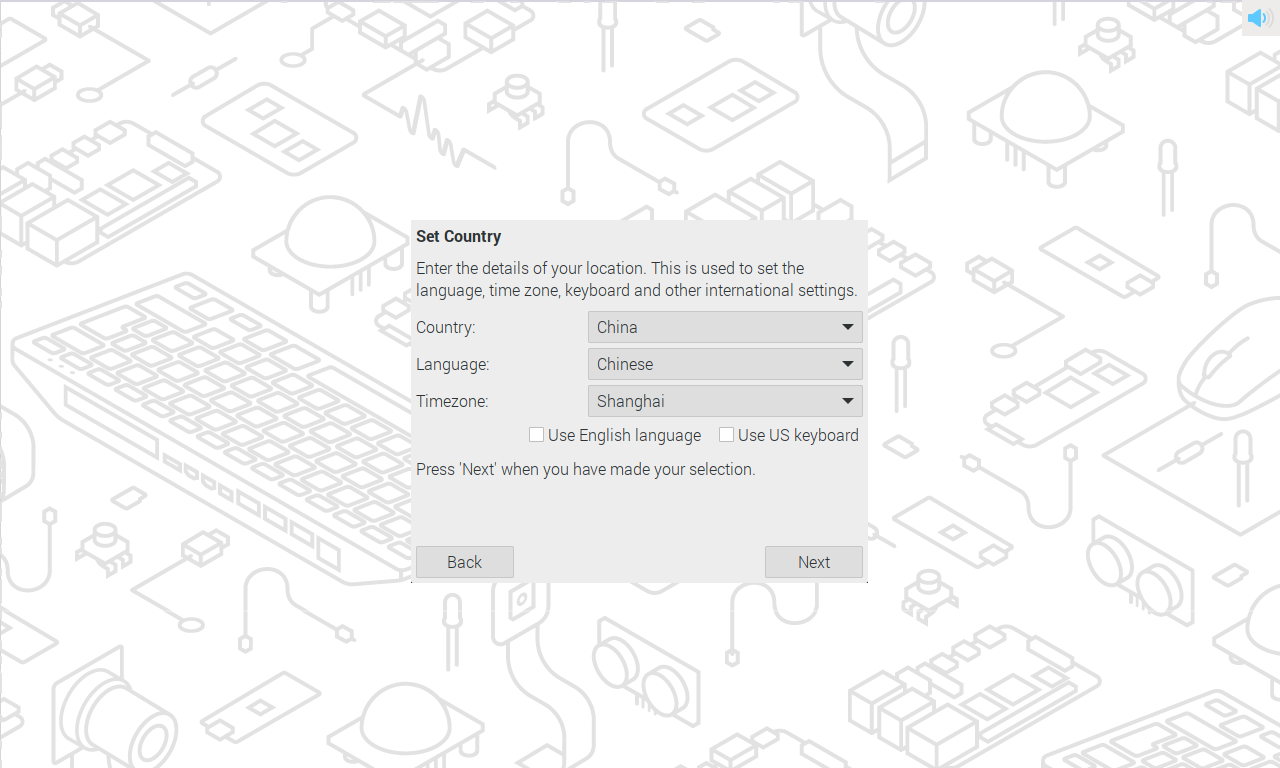 Set Country
Enter the details of your location. This is used to set the
language, time zone, keyboard and other international settings.
Country: China
Language: Chinese
Timezone: Shanghai
Use English language Use US keyboard
Press 'Next' when you have made your selection.
Back Next